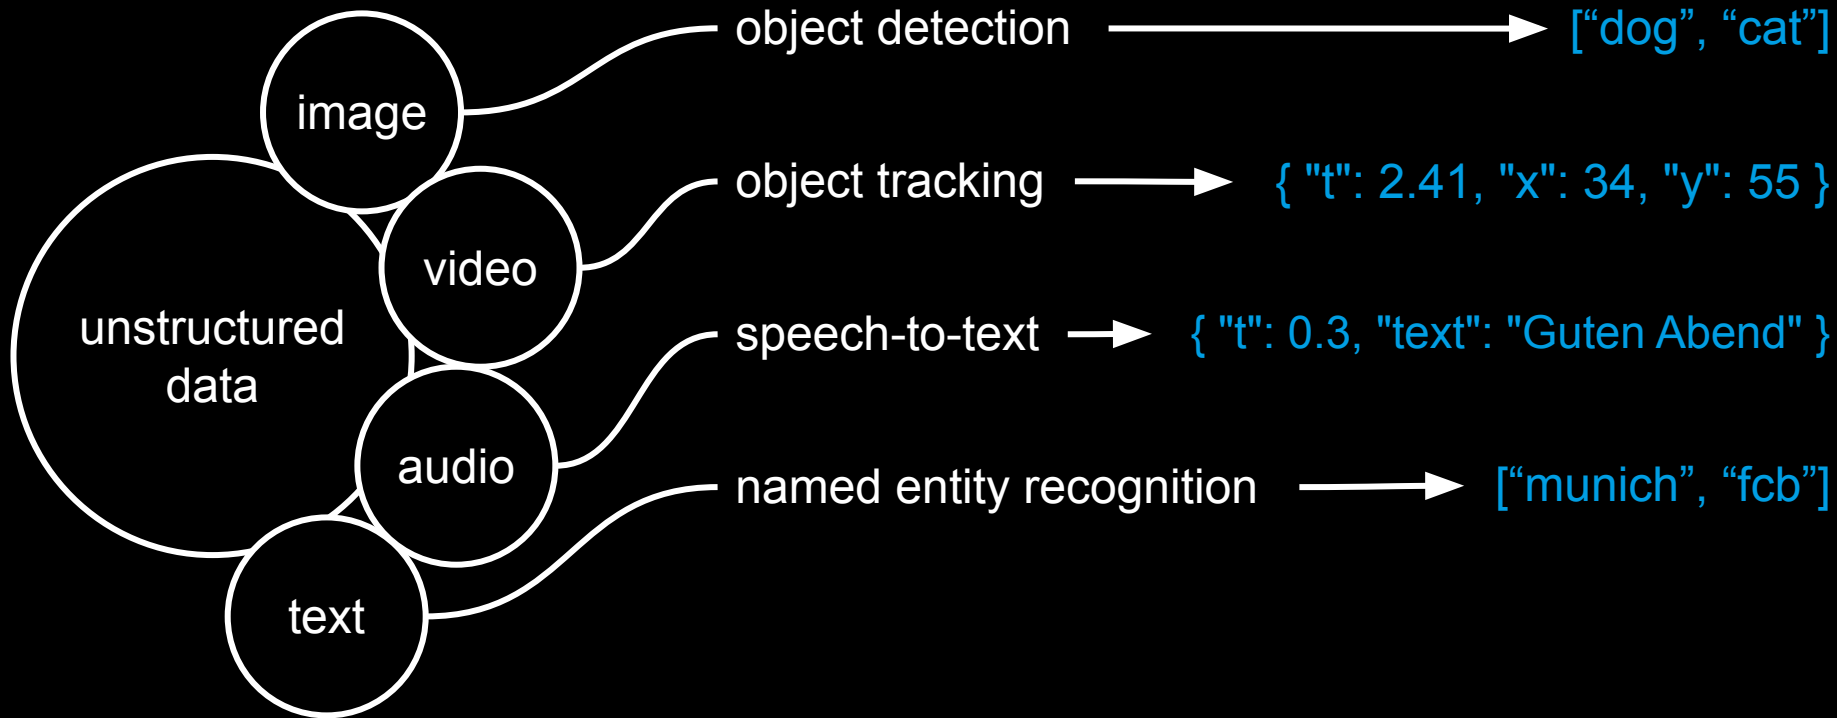 unstructured
data
image
object detection
[“dog”, “cat”]
video
object tracking
{ "t": 2.41, "x": 34, "y": 55 }
audio
speech-to-text
{ "t": 0.3, "text": "Guten Abend" }
text
named entity recognition
[“munich”, “fcb”]